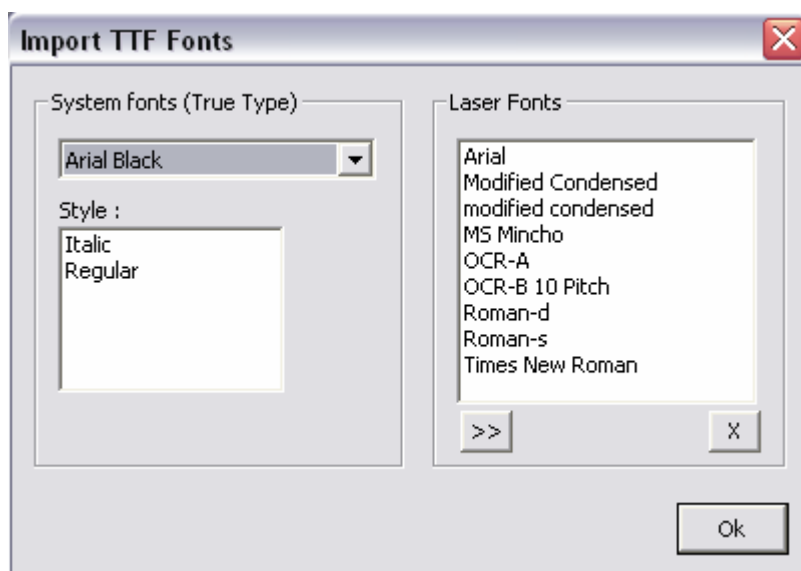 Import TTF Fonts
System fonts (True Type)
Arial Black
Style :
Italic
Regular
Laser Fonts
Arial
Modified Condensed
modified condensed
MS Mincho
OCR-A
OCR-B 10 Pitch
Roman-d
Roman-s
Times New Roman
>> X
Ok